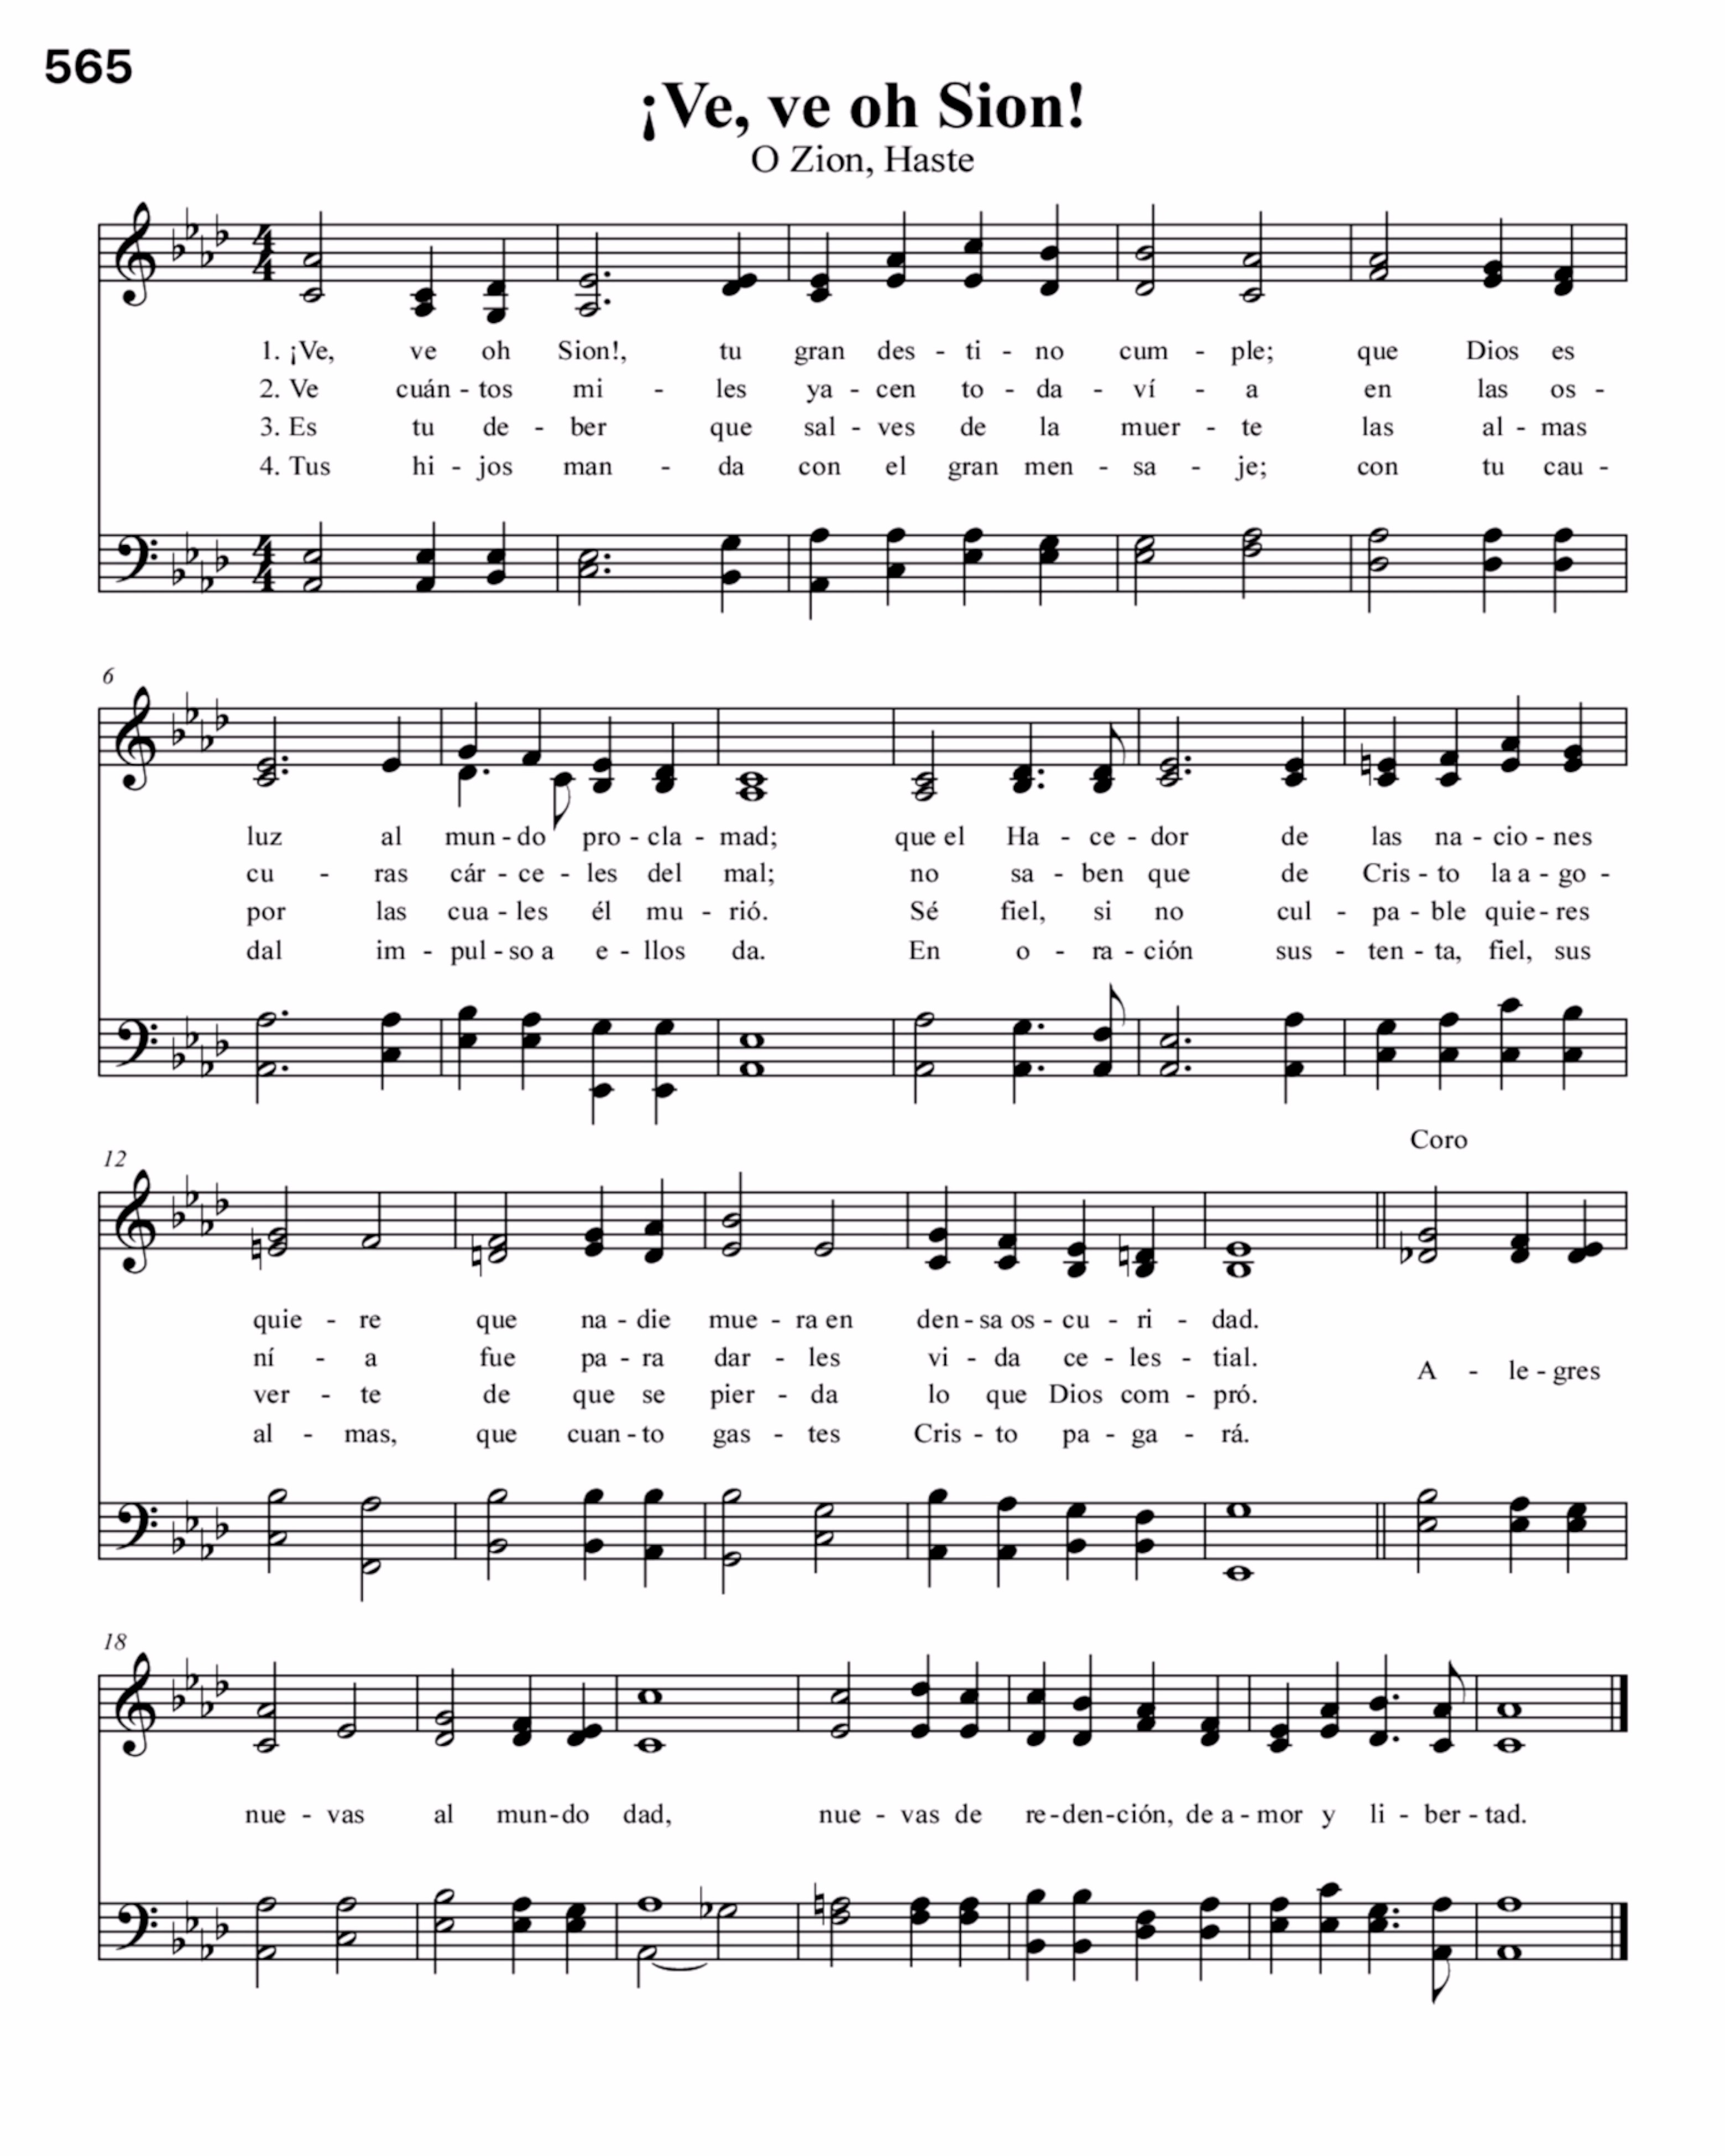 565
¡Ve, ve oh Sion!
O Zion, Haste
1. ¡Ve, ve oh Sion!, tu gran des - ti - no cum - ple; que Dios es
2. Ve cuán - tos mi - les ya - cen to - da - ví - a en las os -
3. Es tu de - ber que sal - ves de la muer - te las al - mas
4. Tus hi - jos man - da con el gran men - sa - je; con tu cau -
6
luz al mun - do pro - cla - mad; que el Ha - ce - dor de las na - cio - nes
cu - ras cár - ce - les del mal; no sa - ben que de Cris - to la a - go -
por las cua - les él mu - rió. Sé fiel, si no cul - pa - ble quie - res
dal im - pul - so a e - llos da. En o - ra - ción sus - ten - ta, fiel, sus
Coro
12
quie - re que na - die mue - ra en den - sa os - cu - ri - dad.
ní - a fue pa - ra dar - les vi - da ce - les - tial.
A - le - gres
ver - te de que se pier - da lo que Dios com - pró.
al - mas, que cuan - to gas - tes Cris - to pa - ga - rá.
18
nue - vas al mun - do dad, nue - vas de re - den - ción, de a - mor y li - ber - tad.